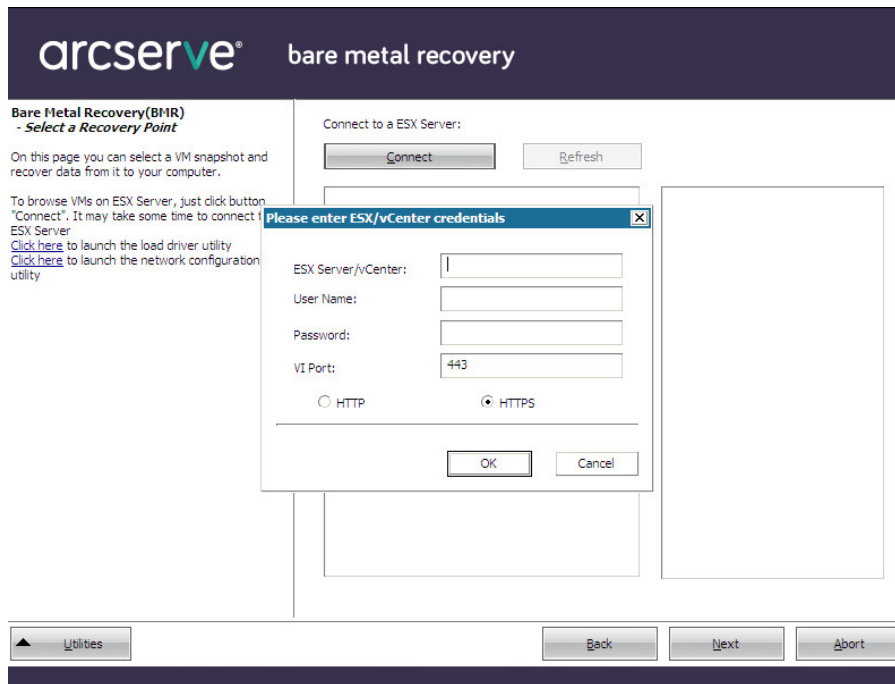 arcserve® bare metal recovery
Bare Metal Recovery(BMR)
- Select a Recovery Point
On this page you can select a VM snapshot and
recover data from it to your computer.
To browse VMs on ESX Server, just click button
"Connect". It may take some time to connect
ESX Server
Click here to launch the load driver utility
Click here to launch the network configuration
utility
Connect to a ESX Server:
Connect
Refresh
Please enter ESX/vCenter credentials
ESX Server/vCenter:
User Name:
Password:
VI Port:
443
HTTP
HTTPS
OK
Cancel
Utilities
Back
Next
Abort